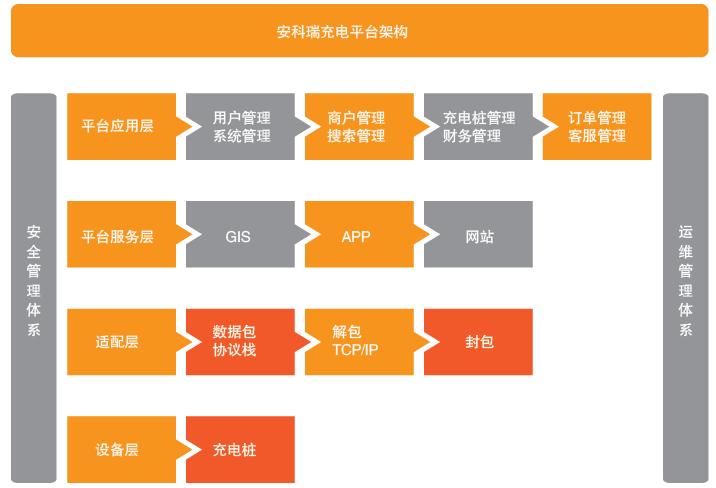 安科瑞充电平台架构
安全管理体系
平台应用层
用户管理
系统管理
商户管理
搜索管理
充电桩管理
财务管理
订单管理
客服管理
平台服务层
GIS
APP
网站
适配层
数据包
协议栈
解包
TCP/IP
封包
设备层
充电桩
运维管理体系